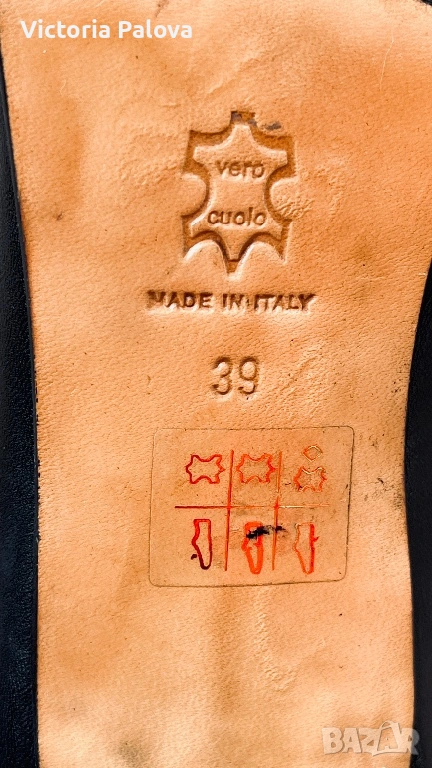 Victoria Palova
vero
cuoio
MADE IN ITALY
39
BAZAR